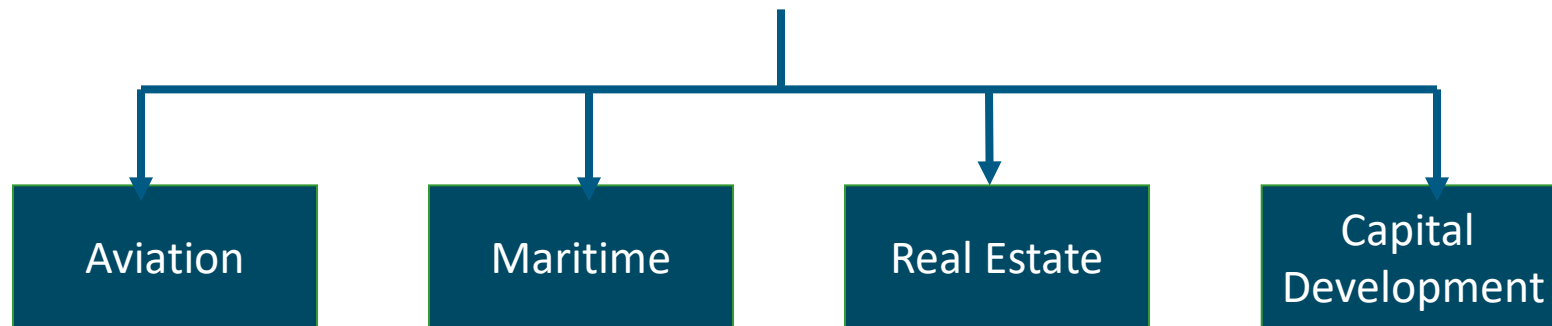 Aviation
Maritime
Real Estate
Capital
Development